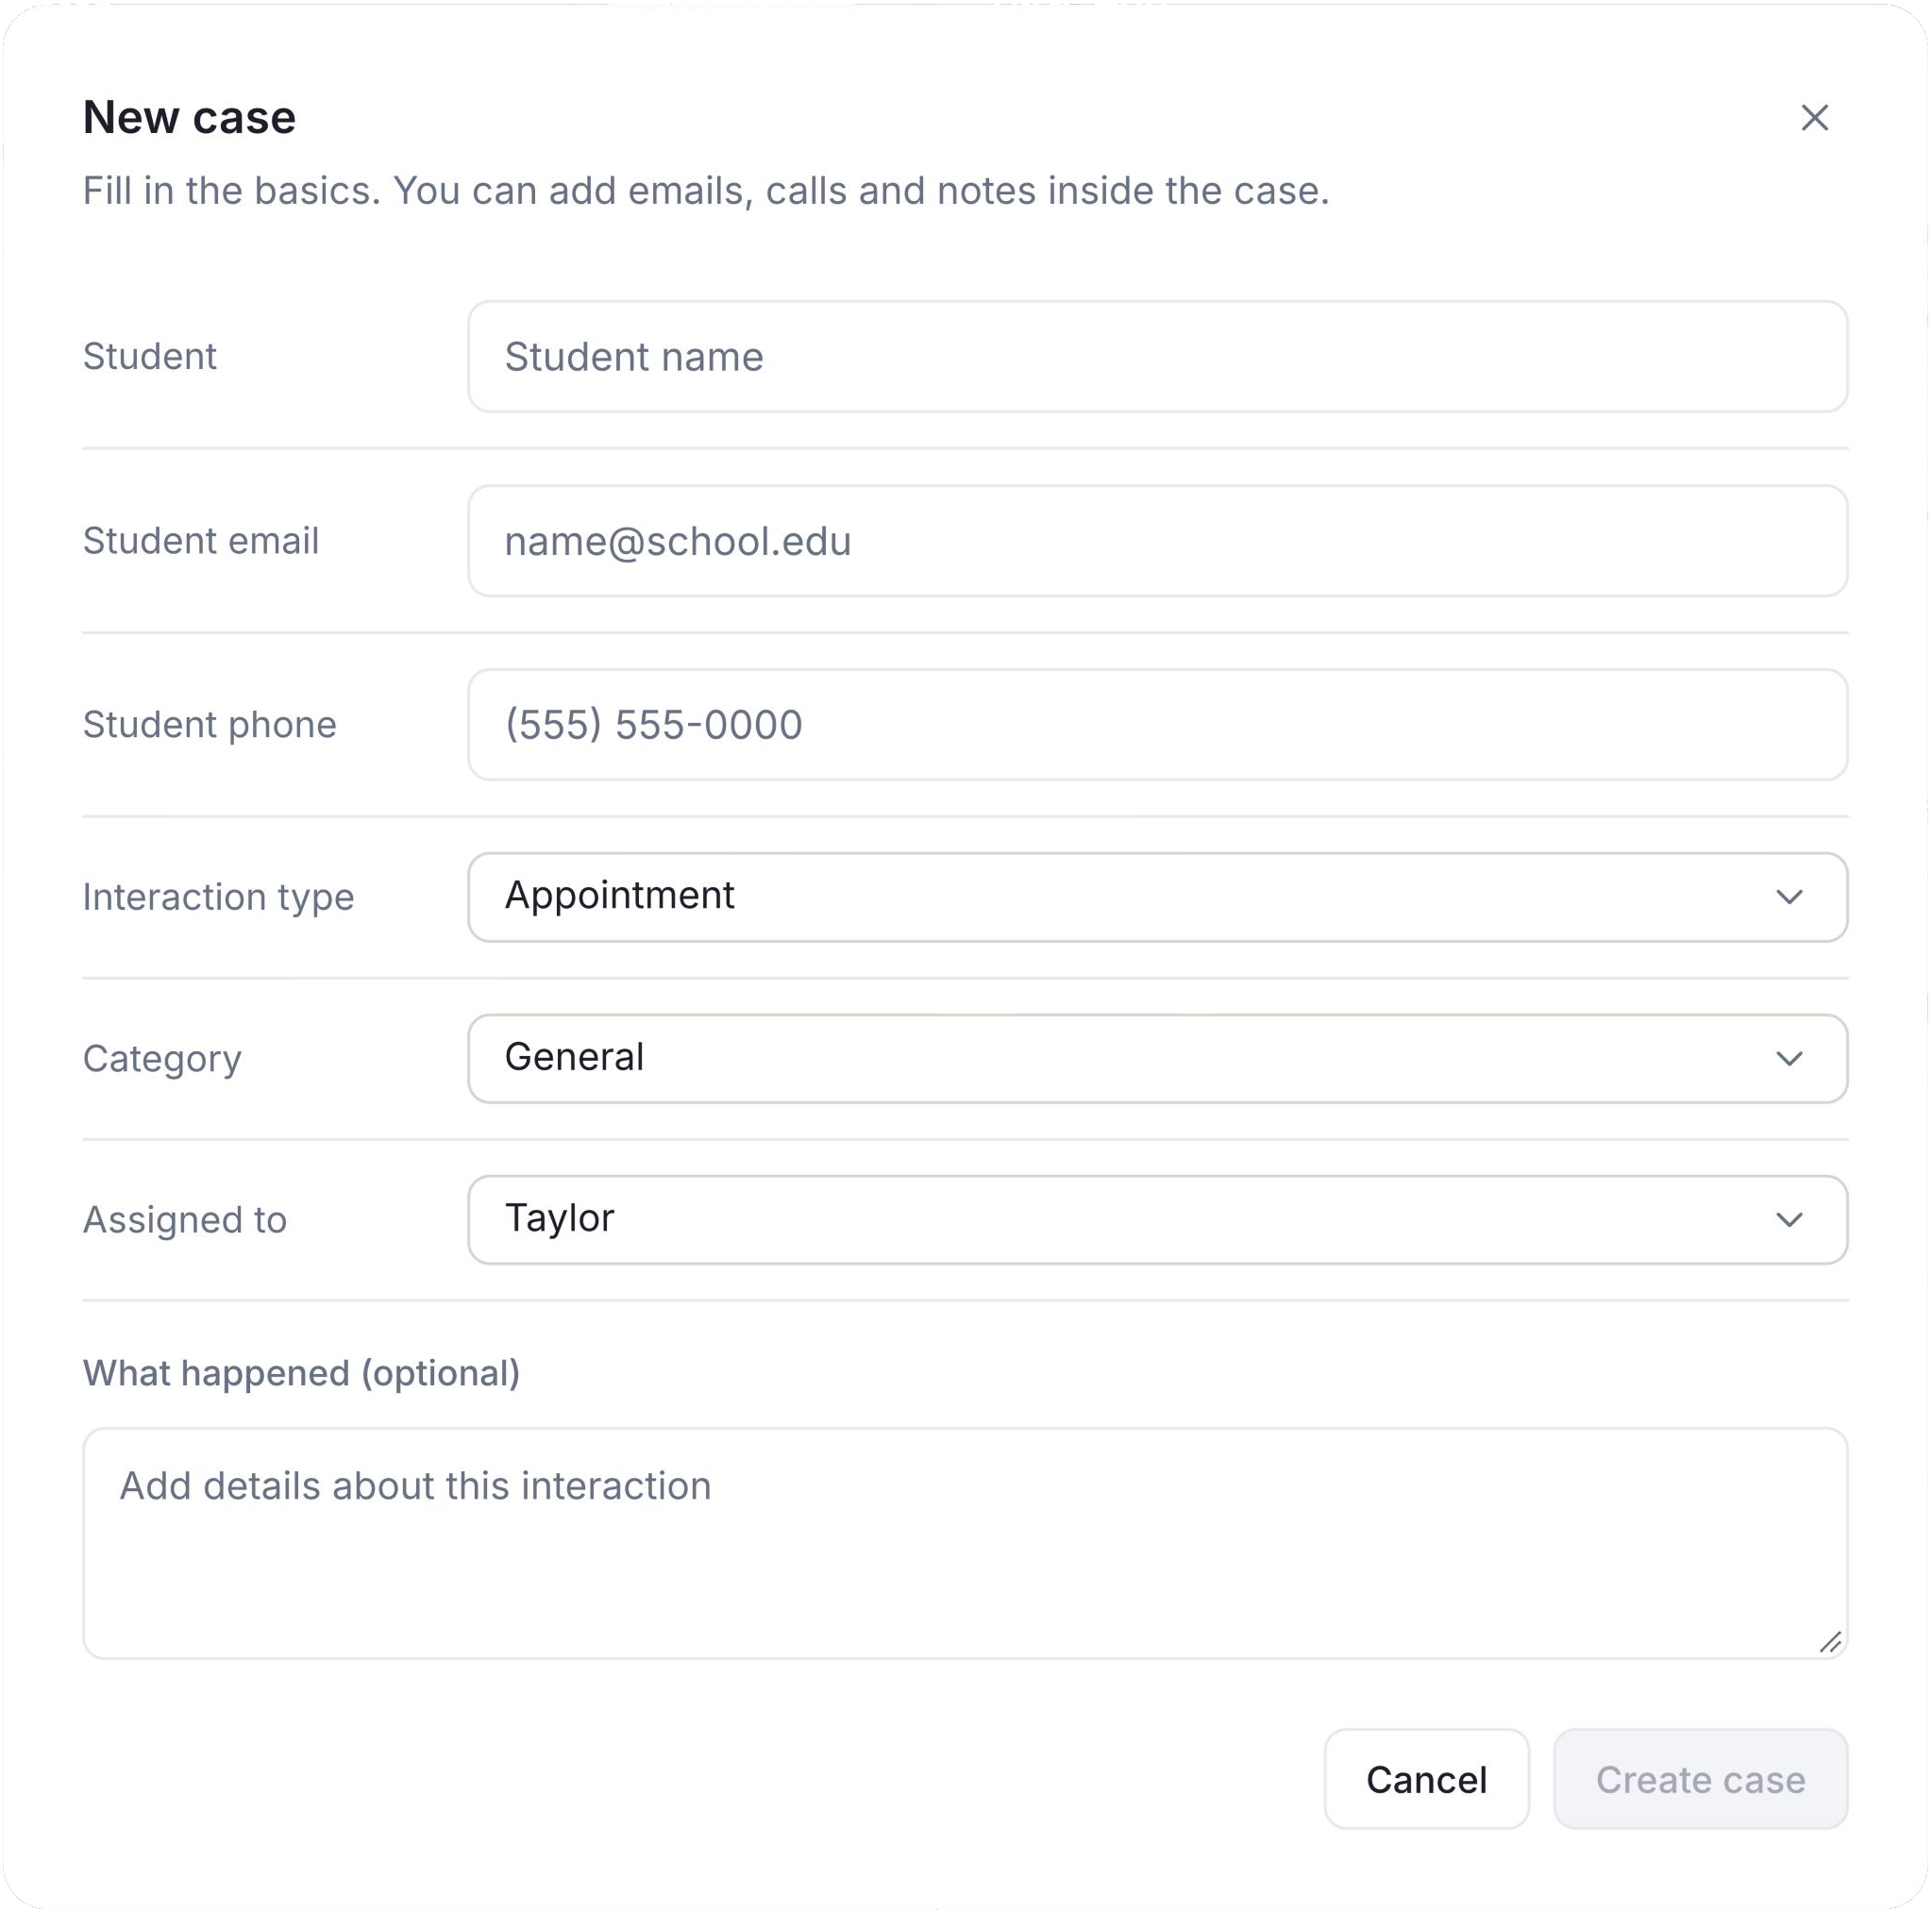 New case
Fill in the basics. You can add emails, calls and notes inside the case.
Student
Student name
Student email
name@school.edu
Student phone
(555) 555-0000
Interaction type
Appointment
Category
General
Assigned to
Taylor
What happened (optional)
Add details about this interaction
Cancel
Create case